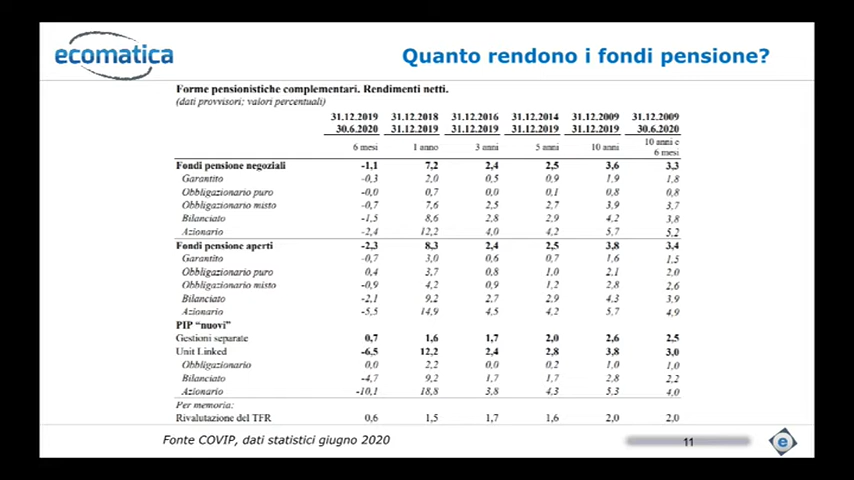 ecomatica
Quanto rendono i fondi pensione?
Forme pensionistiche complementari. Rendimenti netti.
(dati provvisori; valori percentuali)
31.12.2019 31.12.2018 31.12.2016 31.12.2014 31.12.2009 31.12.2009
30.6.2020 31.12.2019 31.12.2019 31.12.2019 31.12.2019 30.6.2020
6 mesi 1 anno 3 anni 5 anni 10 anni 10 anni e 6 mesi
Fondi pensione negoziali -1,1 7,2 2,4 2,5 3,6 3,3
Garantito -0,3 2,0 0,5 0,9 1,9 1,8
Obbligazionario puro -0,0 0,7 0,0 0,1 0,8 0,8
Obbligazionario misto -0,7 7,6 2,5 2,7 3,9 3,7
Bilanciato -1,5 8,6 2,8 2,9 4,2 3,8
Azionario -2,4 12,2 4,0 4,2 5,7 5,2
Fondi pensione aperti -2,3 8,3 2,4 2,5 3,8 3,4
Garantito -0,7 3,0 0,6 0,7 1,6 1,5
Obbligazionario puro 0,4 3,7 0,8 1,0 2,1 2,0
Obbligazionario misto -0,9 4,2 0,9 1,2 2,8 2,6
Bilanciato -2,1 9,2 2,7 2,9 4,3 3,9
Azionario -5,5 14,9 4,5 4,2 5,7 4,9
PIP “nuovi”
Gestioni separate 0,7 1,6 1,7 2,0 2,6 2,5
Unit Linked -6,5 12,2 2,4 2,8 3,8 3,0
Obbligazionario 0,0 2,2 0,0 0,2 1,0 1,0
Bilanciato -4,7 9,2 1,7 1,7 2,8 2,2
Azionario -10,1 18,8 3,8 4,3 5,3 4,0
Per memoria:
Rivalutazione del TFR 0,6 1,5 1,7 1,6 2,0 2,0
Fonte COVIP, dati statistici giugno 2020
11
e